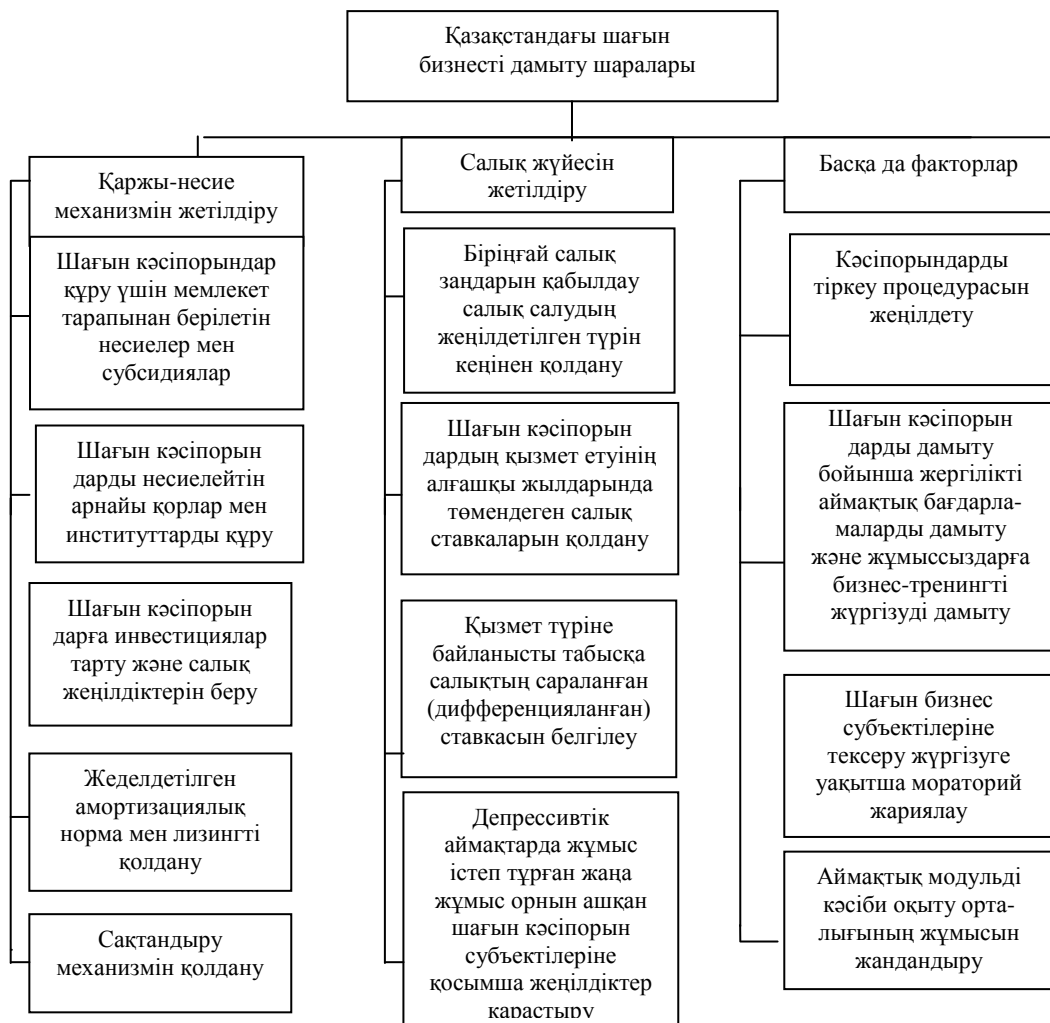 Қазақстандағы шағын
бизнесті дамыту шаралары
Қаржы-несие
механизмін жетілдіру
Шағын кәсіпорындар
құру үшін мемлекет
тарапынан берілетін
несиелер мен
субсидиялар
Шағын кәсіпорын
дарды несиелейтін
арнайы қорлар мен
институттарды құру
Шағын кәсіпорын
дарға инвестициялар
тарту және салық
жеңілдіктерін беру
Жеделдетілген
амортизациялық
норма мен лизингті
қолдану
Сақтандыру
механизмін қолдану
Салық жүйесін
жетілдіру
Біріңғай салық
заңдарын қабылдау
салық салудың
жеңілдетілген түрін
кеңінен қолдану
Шағын кәсіпорын
дардың қызмет етуінің
алғашқы жылдарында
төмендеген салық
ставкаларын қолдану
Қызмет түріне
байланысты табысқа
салықтың сараланған
(дифференцияланған)
ставкасын белгілеу
Депрессивтік
аймақтарда жұмыс
істеп тұрған жаңа
жұмыс орнын ашқан
шағын кәсіпорын
субъектілеріне
қосымша жеңілдіктер
қарастыру
Басқа да факторлар
Кәсіпорындарды
тіркеу процедурасын
жеңілдету
Шағын кәсіпорын
дарды дамыту
бойынша жергілікті
аймақтық бағдарла-
маларды дамыту
және жұмыссыздарға
бизнес-тренингті
жүргізуді дамыту
Шағын бизнес
субъектілеріне
тексеру жүргізуге
уақытша мораторий
жариялау
Аймақтық модульді
кәсіби оқыту орта-
лығының жұмысын
жандандыру